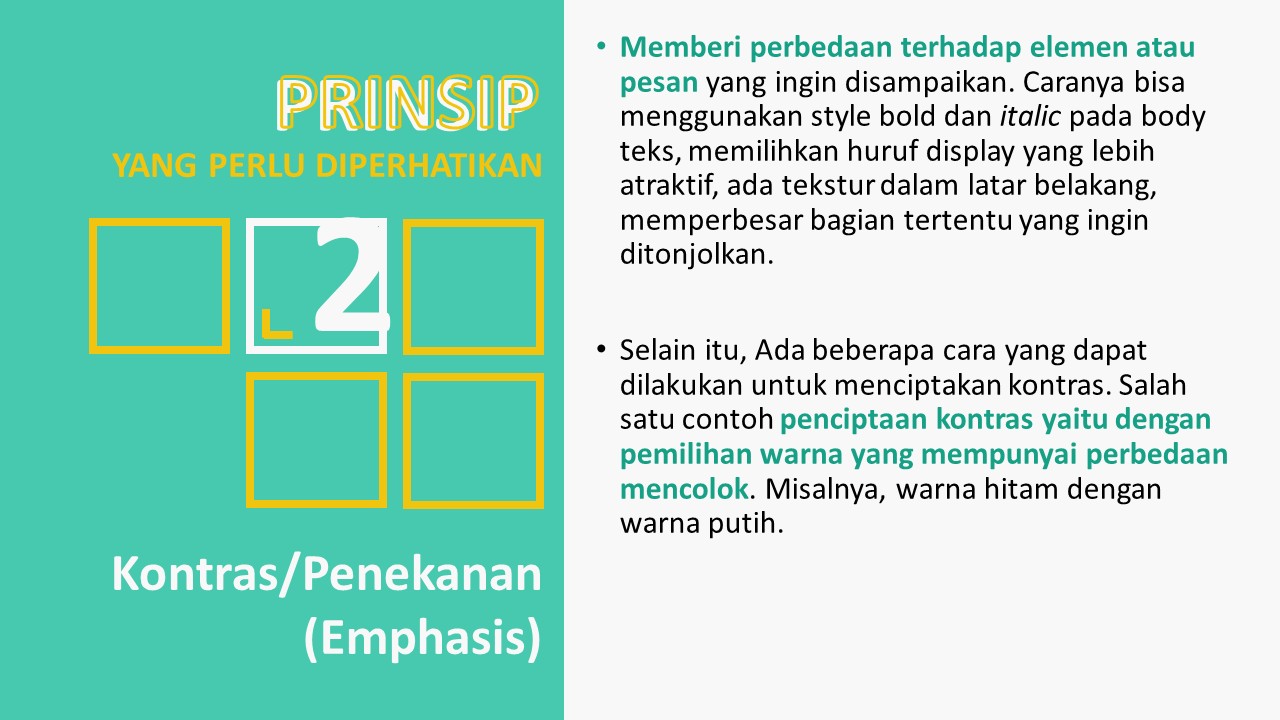 PRINSIP
YANG PERLU DIPERHATIKAN
2
Kontras/Penekanan
(Emphasis)
• Memberi perbedaan terhadap elemen atau
pesan yang ingin disampaikan. Caranya bisa
menggunakan style bold dan italic pada body
teks, memilihkan huruf display yang lebih
atraktif, ada tekstur dalam latar belakang,
memperbesar bagian tertentu yang ingin
ditonjolkan.
• Selain itu, Ada beberapa cara yang dapat
dilakukan untuk menciptakan kontras. Salah
satu contoh penciptaan kontras yaitu dengan
pemilihan warna yang mempunyai perbedaan
mencolok. Misalnya, warna hitam dengan
warna putih.